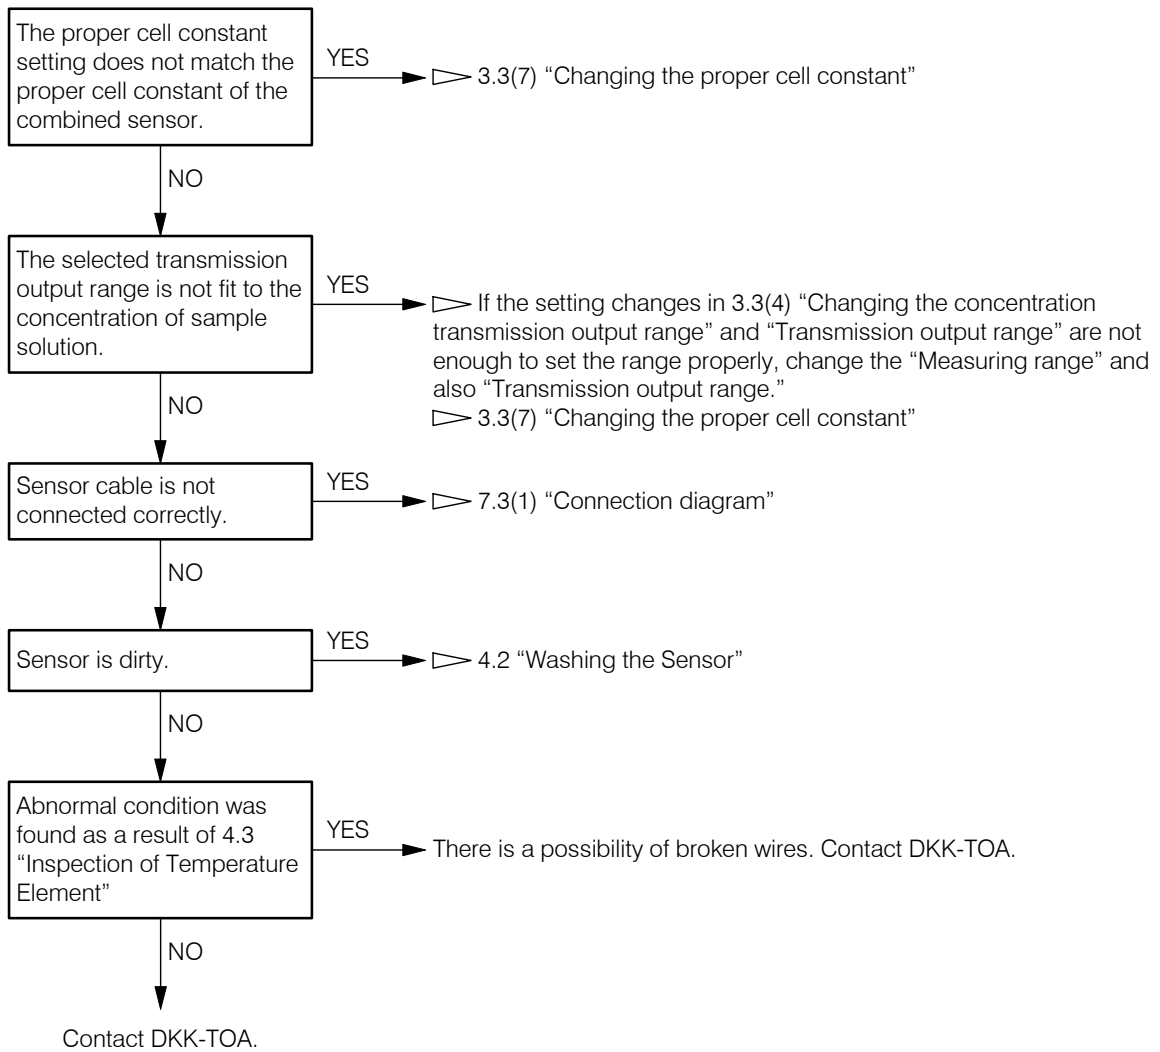 The proper cell constant
setting does not match the
proper cell constant of the
combined sensor.
YES
3.3(7) “Changing the proper cell constant”
NO
The selected transmission
output range is not fit to the
concentration of sample
solution.
YES
If the setting changes in 3.3(4) “Changing the concentration
transmission output range” and “Transmission output range” are not
enough to set the range properly, change the “Measuring range” and
also “Transmission output range.”
3.3(7) “Changing the proper cell constant”
NO
Sensor cable is not
connected correctly.
YES
7.3(1) “Connection diagram”
NO
Sensor is dirty.
YES
4.2 “Washing the Sensor”
NO
Abnormal condition was
found as a result of 4.3
“Inspection of Temperature
Element”
YES
There is a possibility of broken wires. Contact DKK-TOA.
NO
Contact DKK-TOA.